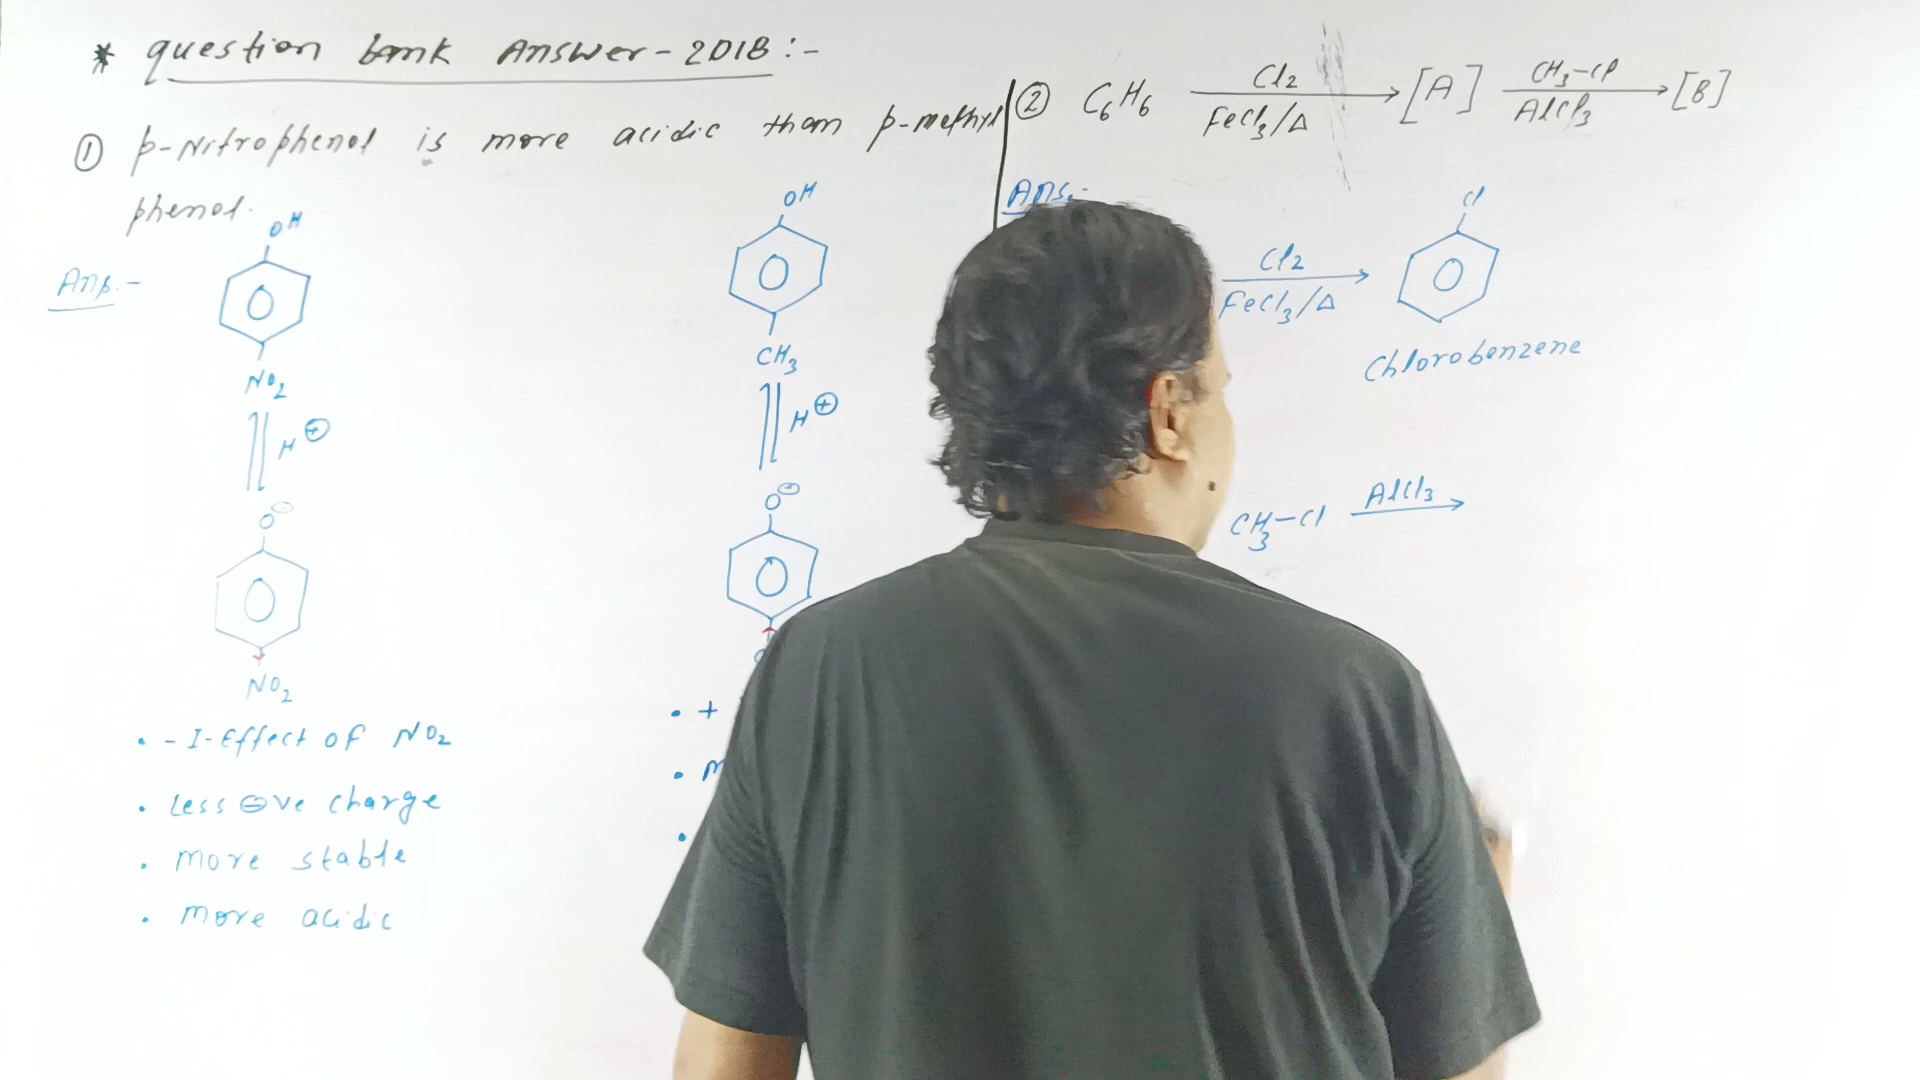 * question bank Answer-2018:-
① p-Nitrophenol is more acidic than p-methyl
phenol.
Ans.-
OH
NO2
H⊕
O⊖
NO2
• - I-Effect of NO2
• Less ⊖ve charge
• more stable
• more acidic
OH
CH3
H⊕
O⊖
• +
•
•
② C6H6 Cl2 FeCl3/Δ [A] CH3-Cl AlCl3 [B]
Ans:-
Cl2
FeCl3/Δ
Cl
Chlorobenzene
CH3-Cl AlCl3